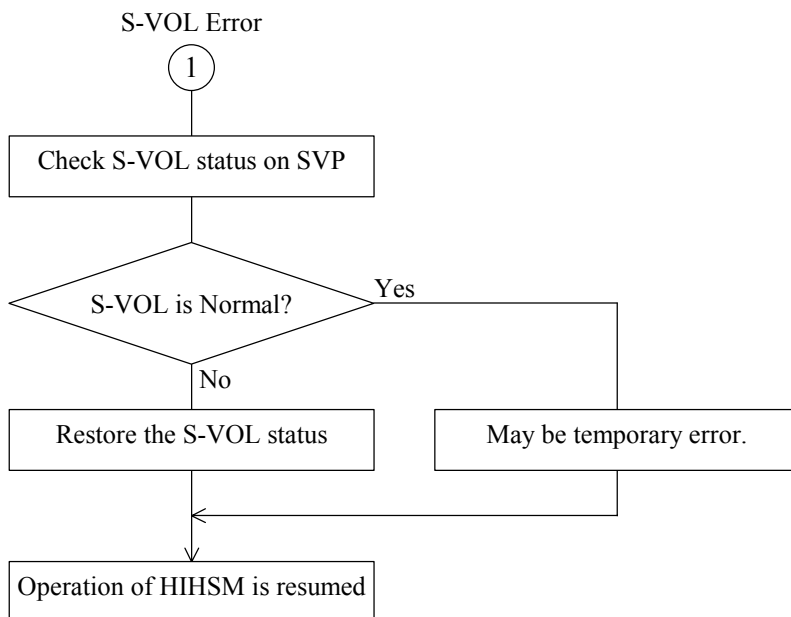 S-VOL Error
1
Check S-VOL status on SVP
S-VOL is Normal?
Yes
No
Restore the S-VOL status
May be temporary error.
Operation of HIHSM is resumed